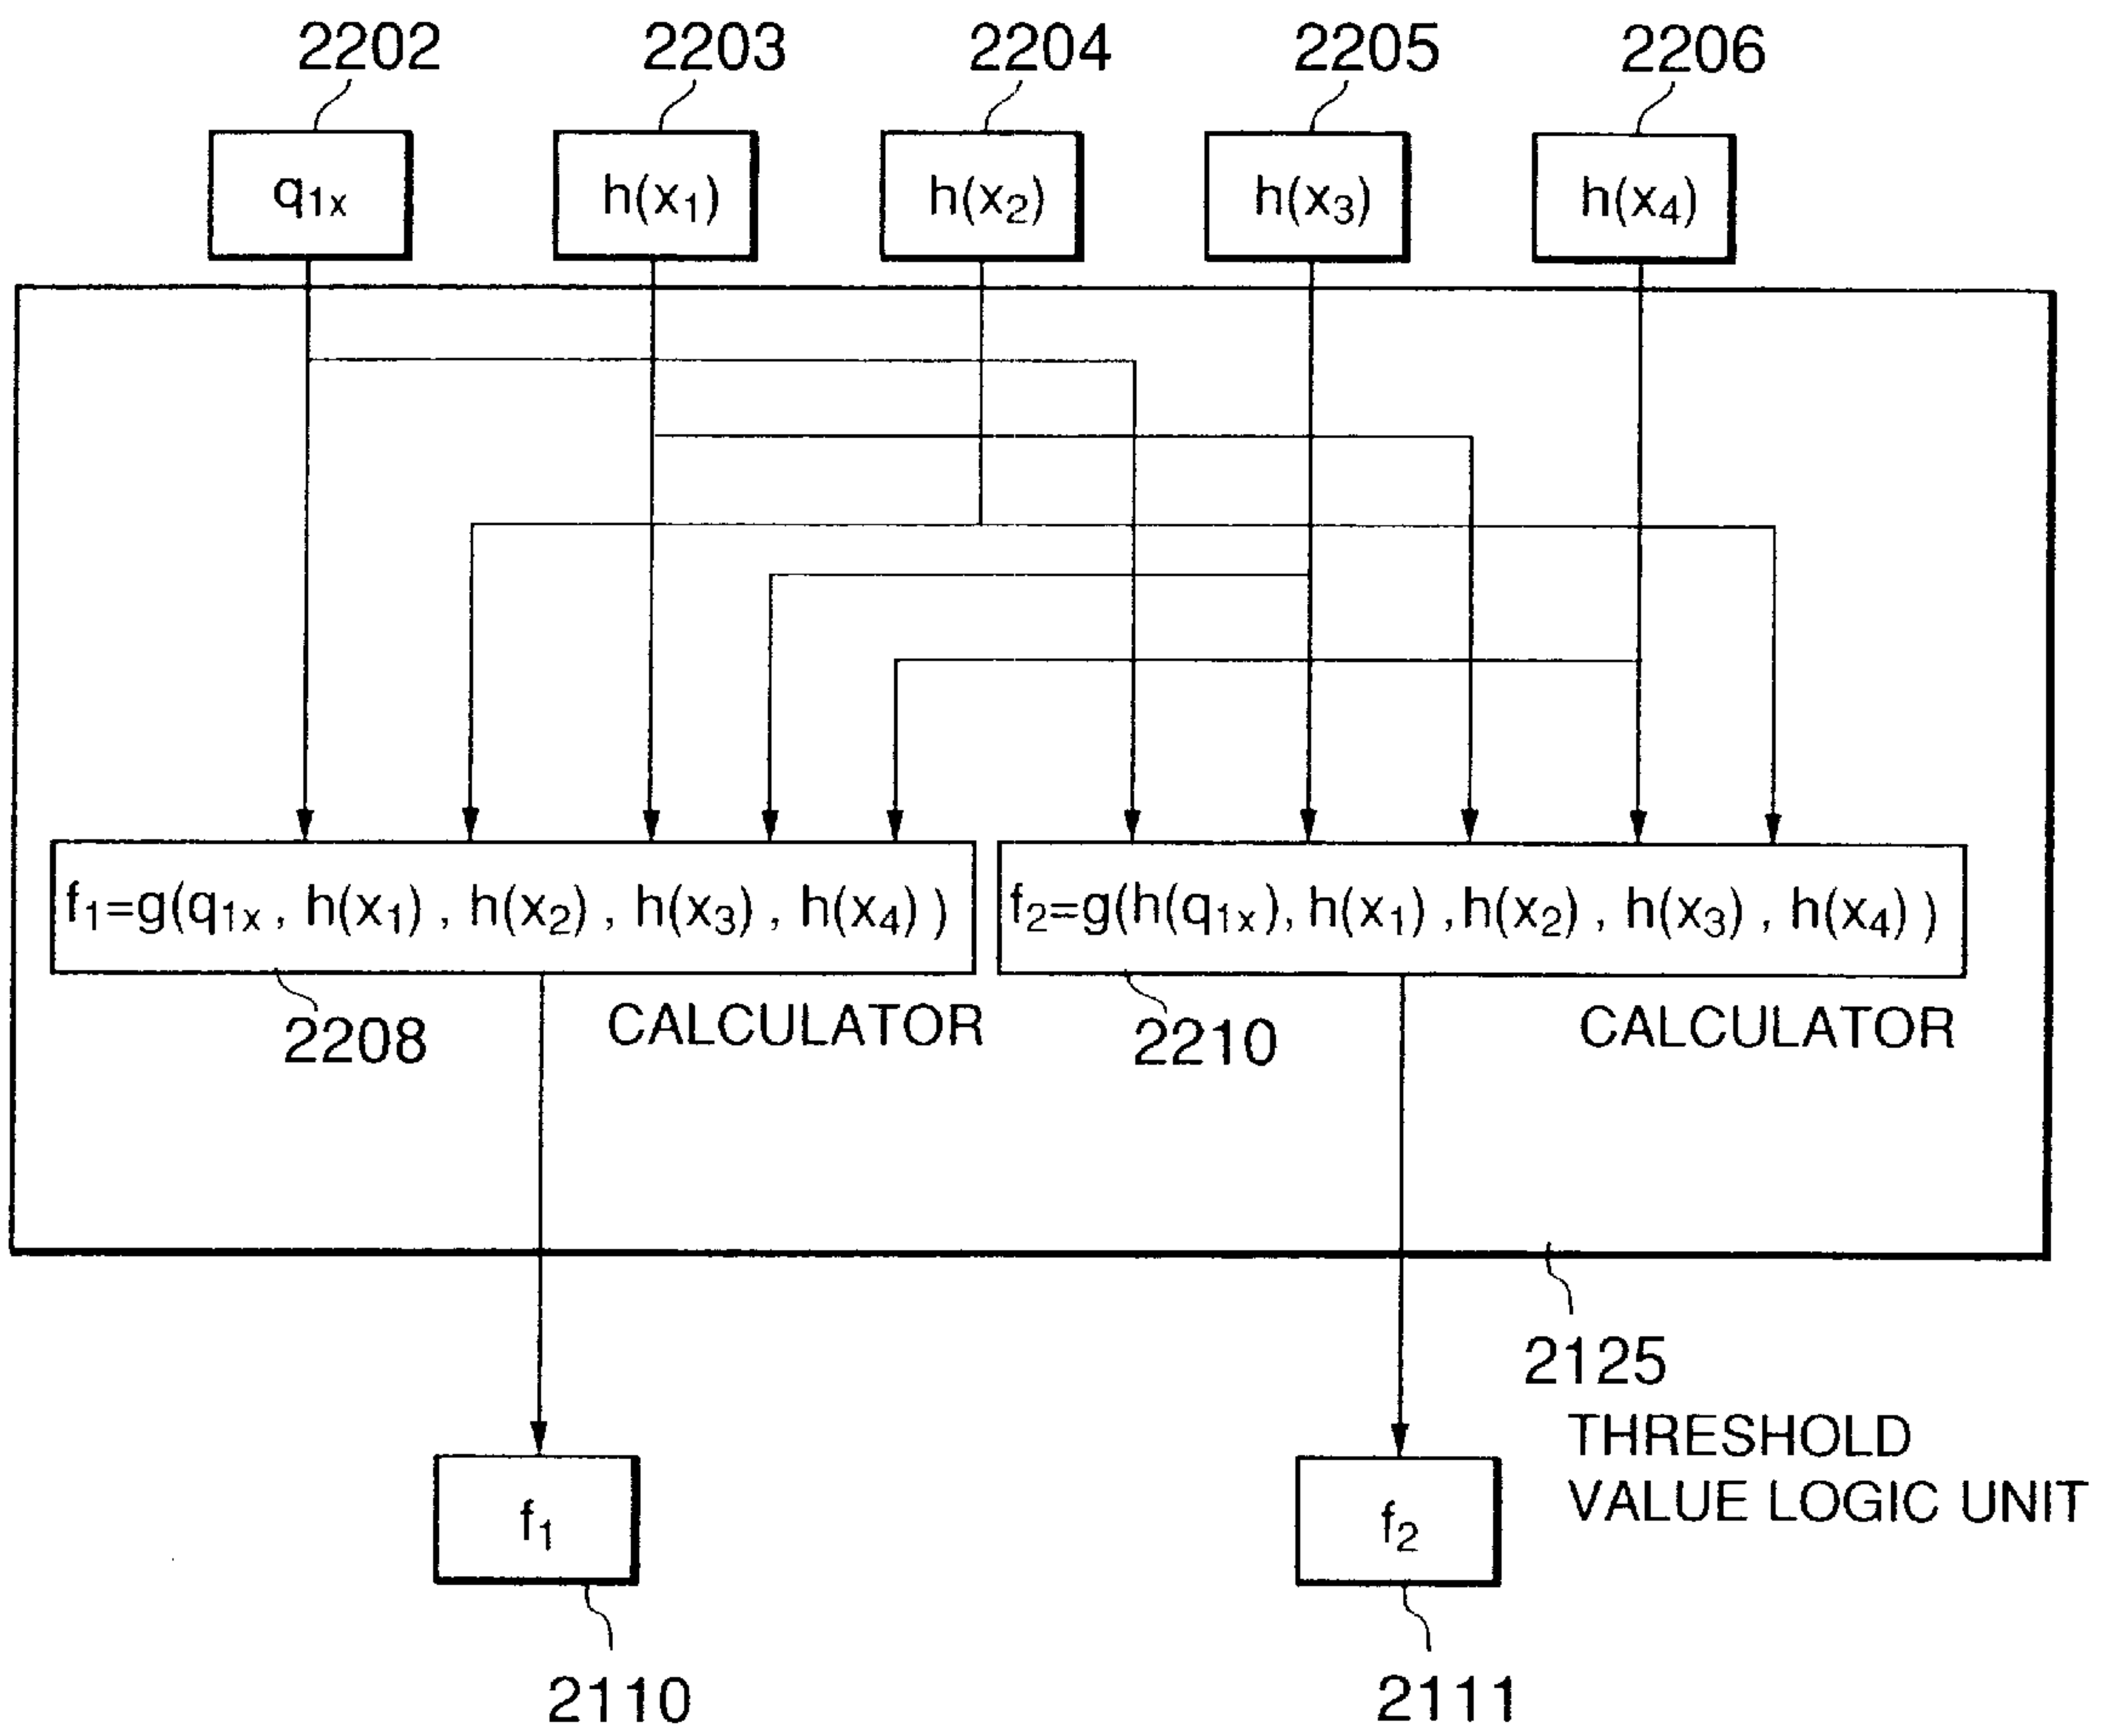 2202 2203 2204 2205 2206
q1x h(x1) h(x2) h(x3) h(x4)
f1=g(q1x, h(x1), h(x2), h(x3), h(x4)) f2=g(h(q1x), h(x1), h(x2), h(x3), h(x4))
2208 CALCULATOR 2210 CALCULATOR
2125
THRESHOLD
VALUE LOGIC UNIT
f1 f2
2110 2111